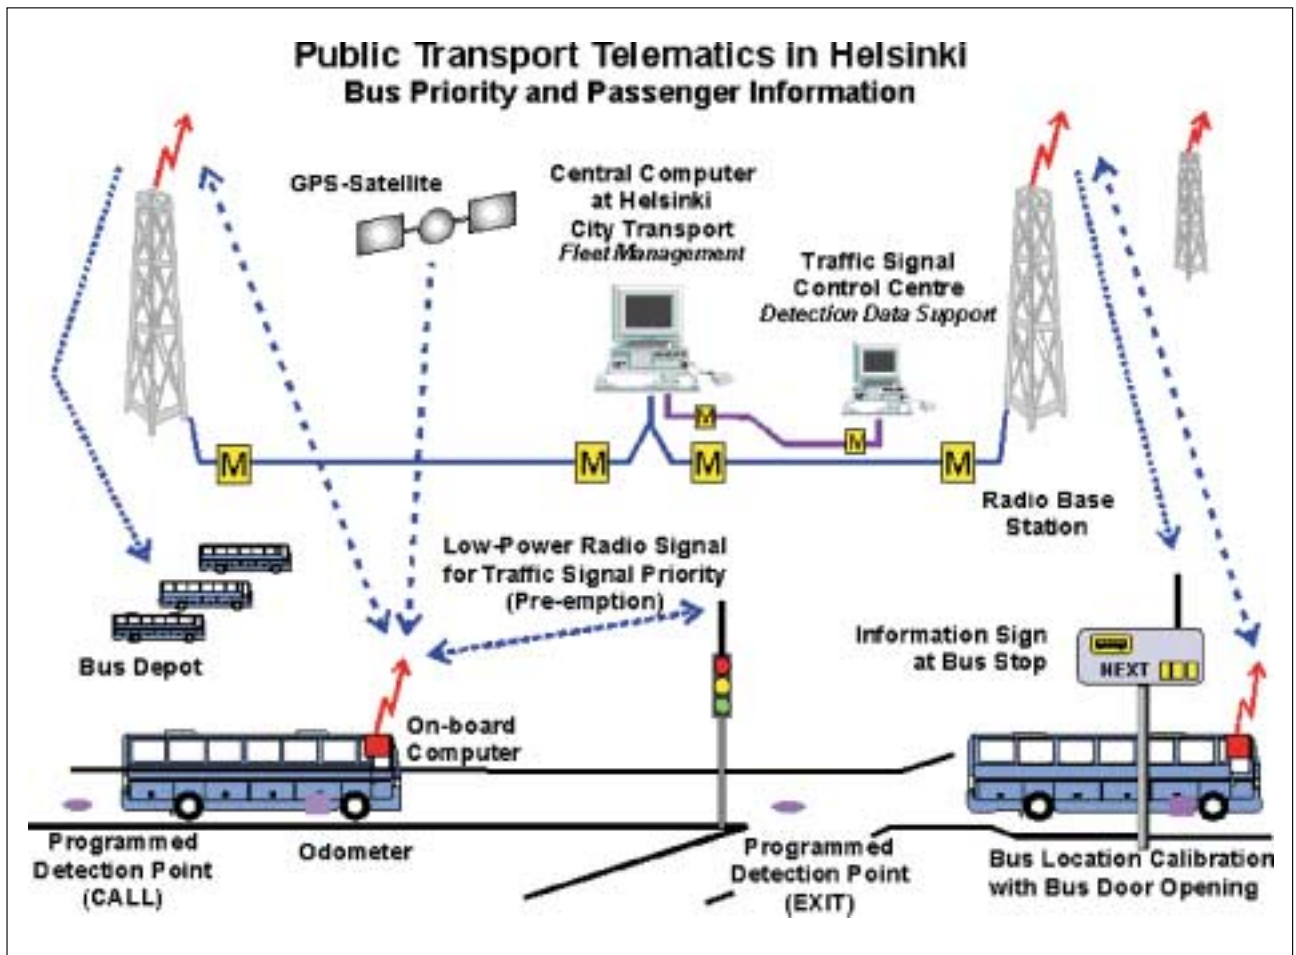 Public Transport Telematics in Helsinki
Bus Priority and Passenger Information
GPS-Satellite
Central Computer
at Helsinki
City Transport
Fleet Management
Traffic Signal
Control Centre
Detection Data Support
M
M
M
M
M
M
Radio Base
Station
Low-Power Radio Signal
for Traffic Signal Priority
(Pre-emption)
Bus Depot
Information Sign
at Bus Stop
NEXT
On-board
Computer
Programmed
Detection Point
(CALL)
Odometer
Programmed
Detection Point
(EXIT)
Bus Location Calibration
with Bus Door Opening